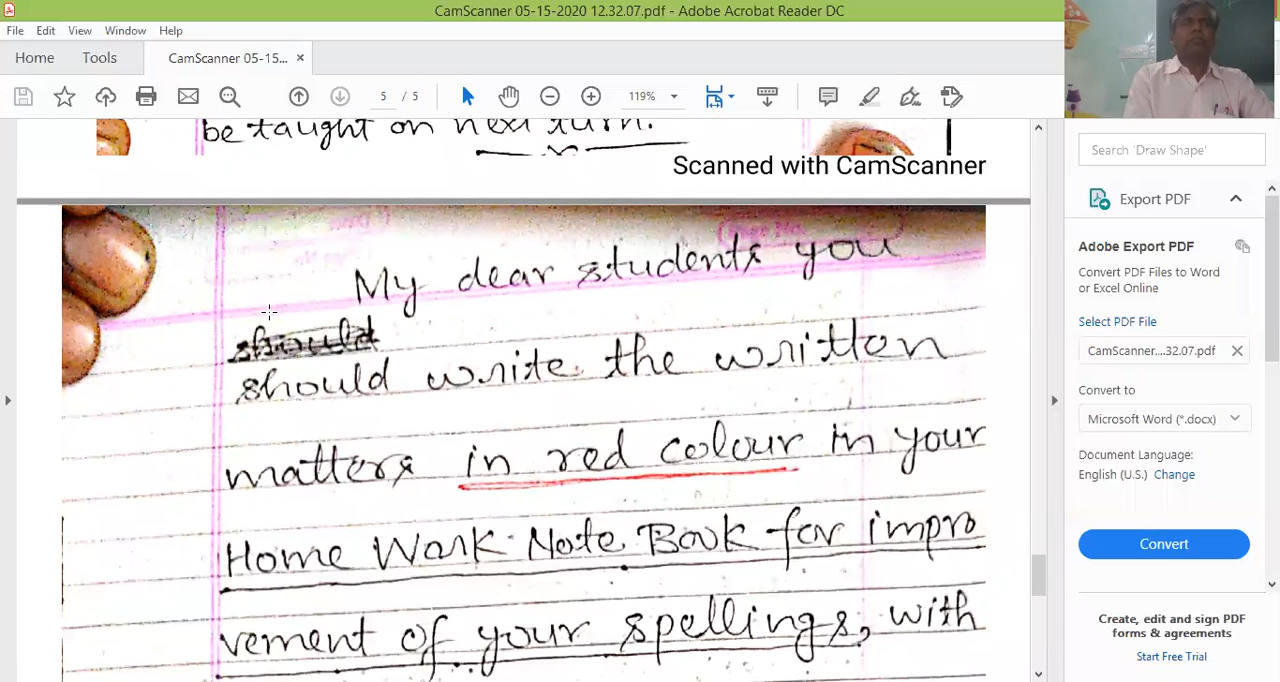 CamScanner 05-15-2020 12.32.07.pdf - Adobe Acrobat Reader DC
File Edit View Window Help
Home Tools CamScanner 05-15... ×
5 / 5 119%
be taught on next turn.
Scanned with CamScanner
My dear students you
should
should write the written
matters in red colour in your
Home Work Note Book for impro
vement of your spellings, with
Search 'Draw Shape'
Export PDF
Adobe Export PDF
Convert PDF Files to Word
or Excel Online
Select PDF File
CamScanner....32.07.pdf
Convert to
Microsoft Word (*.docx)
Document Language:
English (U.S.) Change
Convert
Create, edit and sign PDF
forms & agreements
Start Free Trial